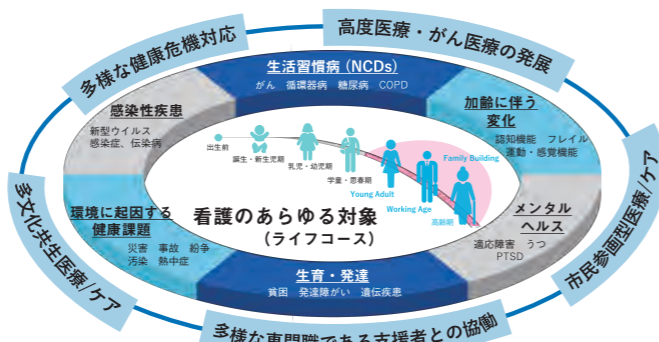 多様な健康危機対応
高度医療・がん医療の発展
生活習慣病 (NCDs)
がん 循環器病 糖尿病 COPD
感染性疾患
新型ウイルス
感染症、伝染病
加齢に伴う
変化
認知機能 フレイル
運動・感覚機能
出生前
誕生・新生児期
乳児・幼児期
学童・思春期
Young Adult
Working Age
Family Building
高齢期
看護のあらゆる対象
(ライフコース)
環境に起因する
健康課題
災害 事故 紛争
汚染 熱中症
メンタル
ヘルス
適応障害 うつ
PTSD
生育・発達
貧困 発達障がい 遺伝疾患
多文化共生医療/ケア
市民参画型医療/ケア
多様な専門職である支援者との協働